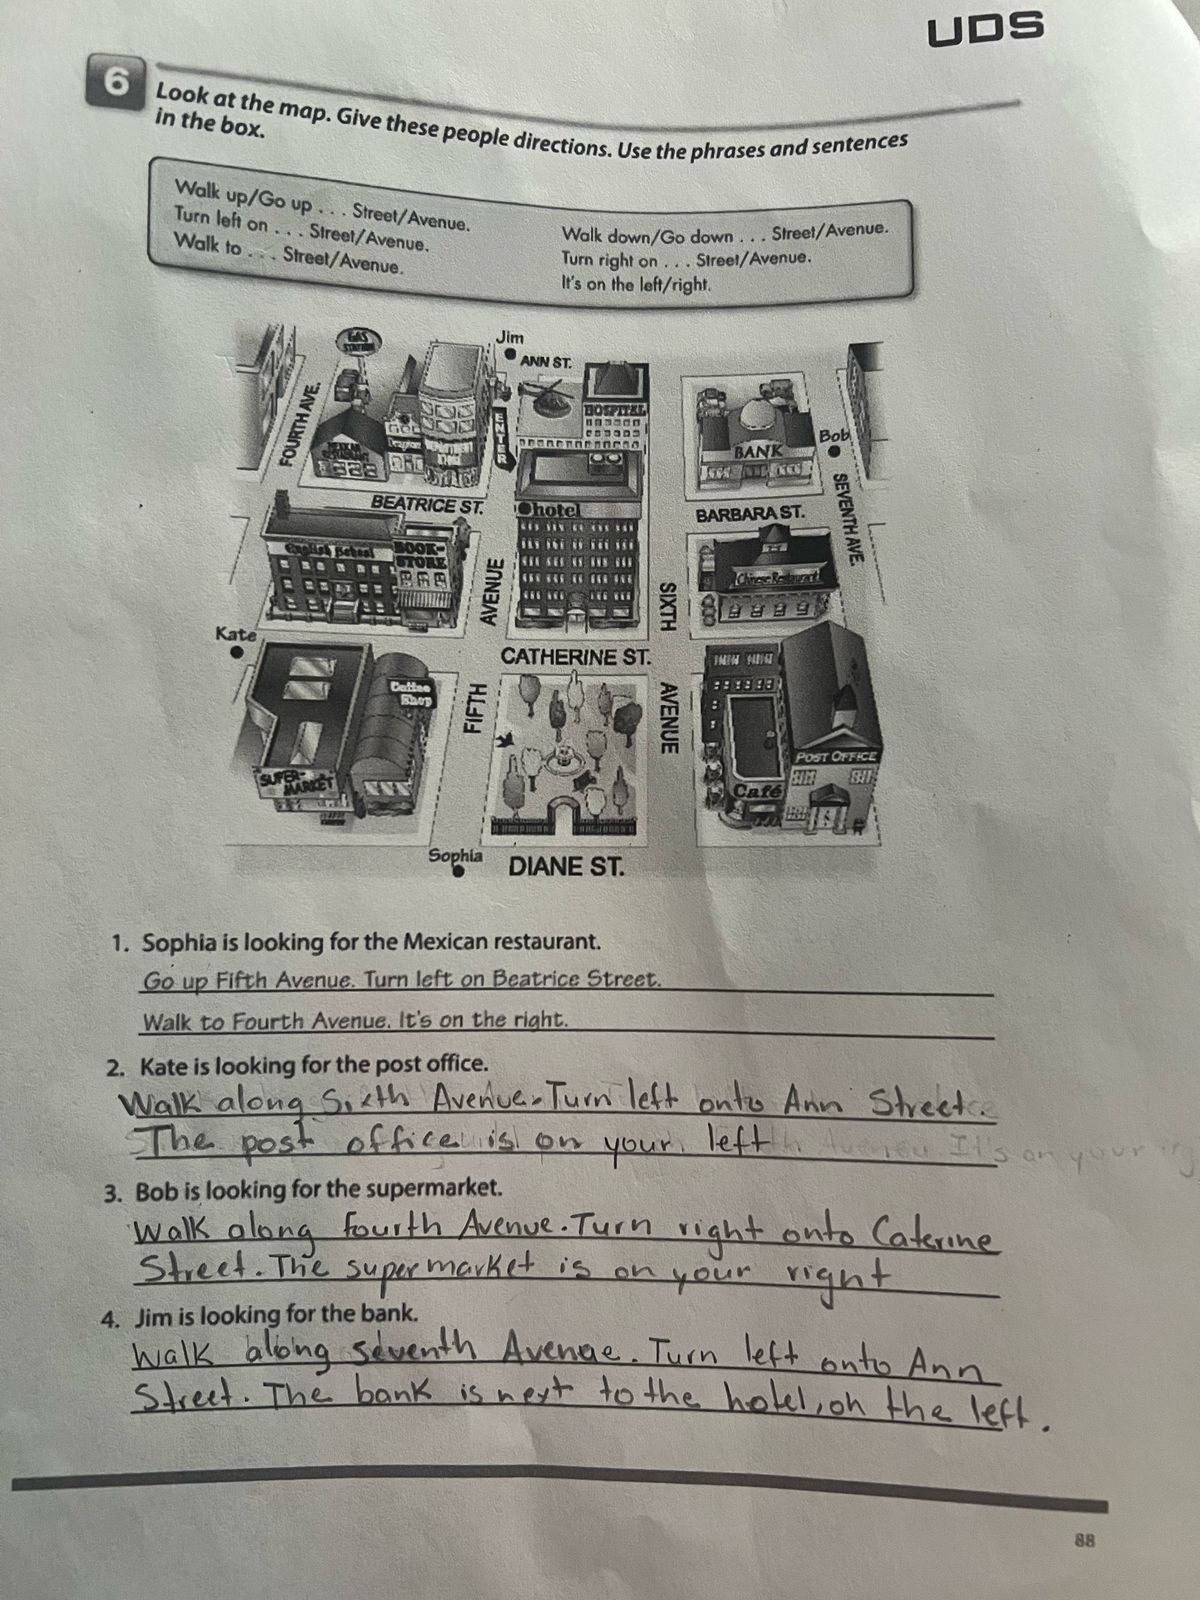 UDS
6
Look at the map. Give these people directions. Use the phrases and sentences
in the box.
Walk up/Go up . . . Street/Avenue.
Turn left on . . . Street/Avenue.
Walk to . . . Street/Avenue.
Walk down/Go down . . . Street/Avenue.
Turn right on . . . Street/Avenue.
It's on the left/right.
Jim
GAS
STATION
ANN ST.
FOURTH AVE.
HOSPITAL
ENTER
BANK
Bob
BEATRICE ST.
hotel
BARBARA ST.
SEVENTH AVE.
English School
BOOK-
STORE
Chinese Restaurant
AVENUE
SIXTH
Kate
CATHERINE ST.
Coffee
Shop
FIFTH
AVENUE
SUPER-
MARKET
POST OFFICE
Café
Sophia
DIANE ST.
1. Sophia is looking for the Mexican restaurant.
Go up Fifth Avenue. Turn left on Beatrice Street.
Walk to Fourth Avenue. It's on the right.
2. Kate is looking for the post office.
Walk along Sixth Avenue. Turn left onto Ann Street.
The post office is on your left
3. Bob is looking for the supermarket.
Walk along fourth Avenue. Turn right onto Caterine
Street. The supermarket is on your right
4. Jim is looking for the bank.
Walk along seventh Avenae. Turn left onto Ann
Street. The bank is next to the hotel, on the left.
88